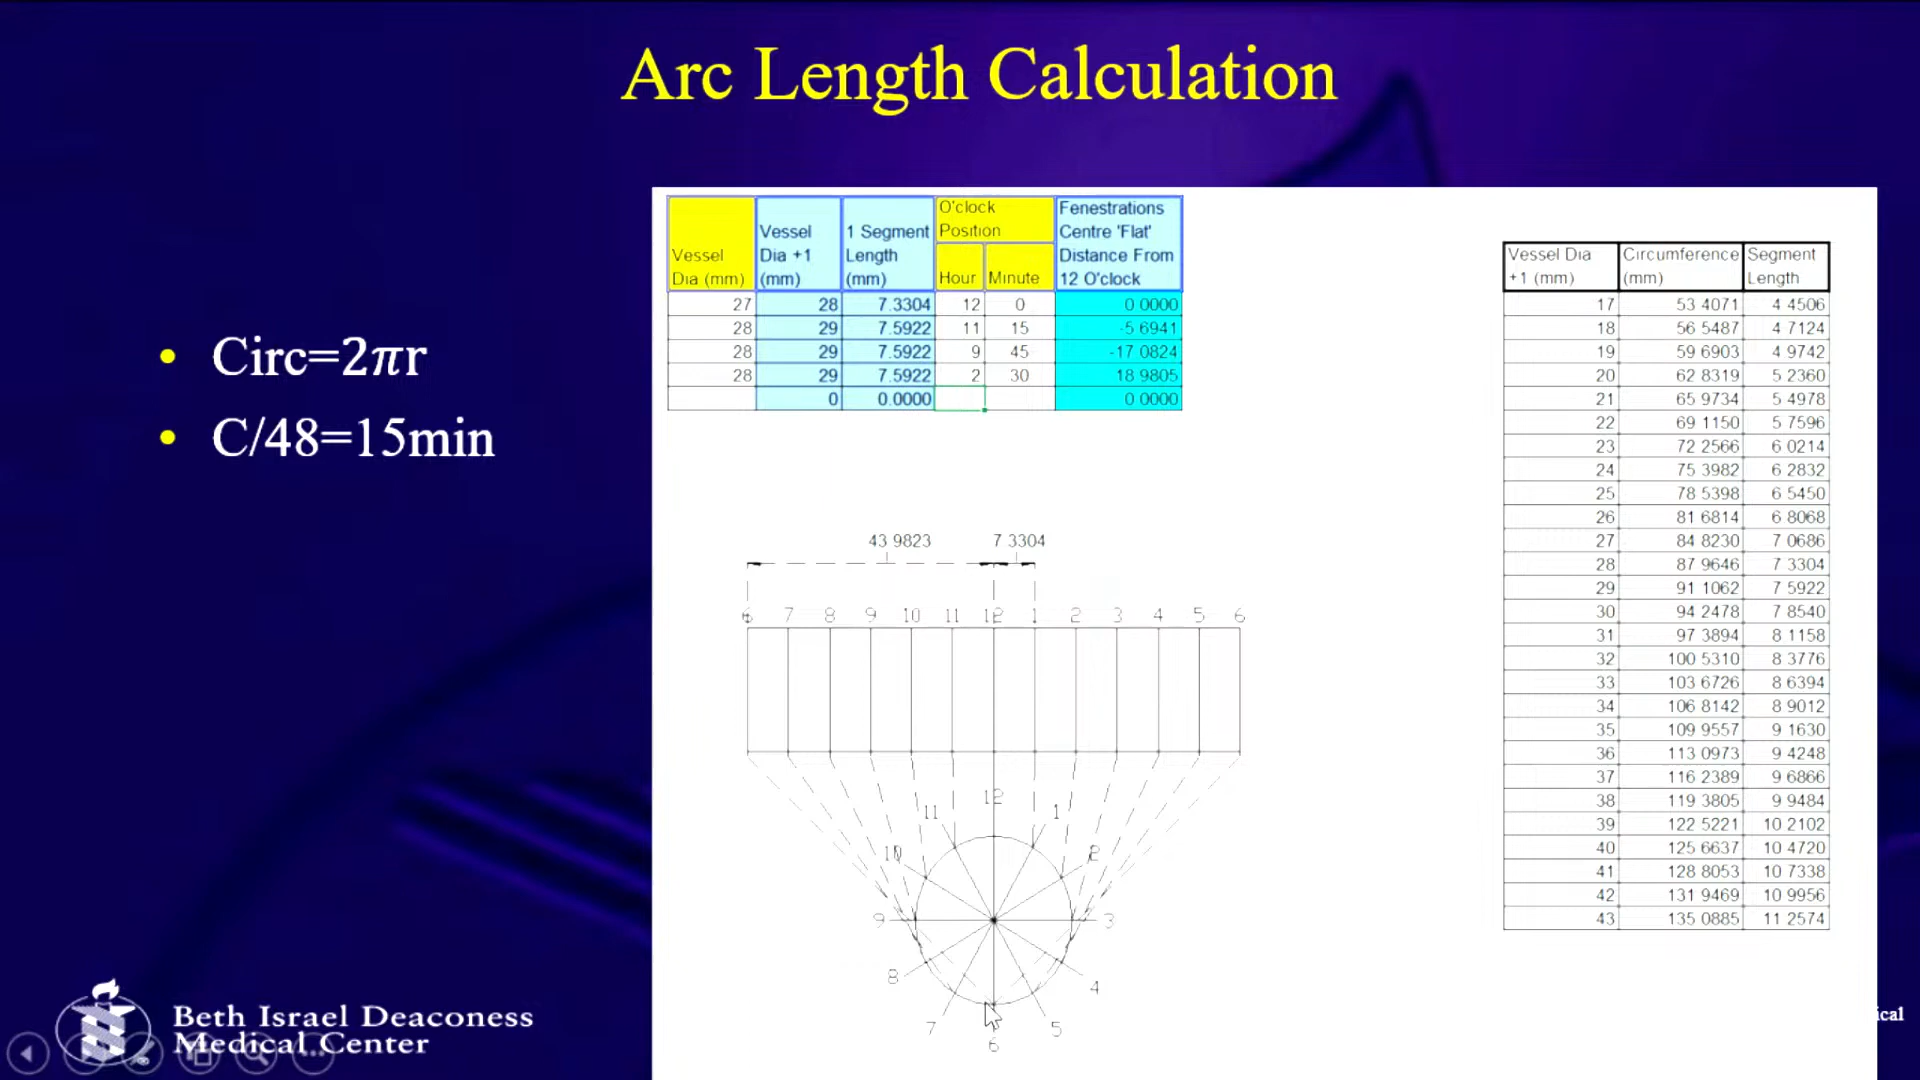 Arc Length Calculation
• Circ=2πr
• C/48=15min
Vessel Dia (mm) | Vessel Dia +1 (mm) | 1 Segment Length (mm) | O'clock Position Hour | Minute | Fenestrations Centre 'Flat' Distance From 12 O'clock
27 28 7.3304 12 0 0 0000
28 29 7.5922 11 15 -5 6941
28 29 7.5922 9 45 -17 0824
28 29 7.5922 2 30 18 9805
0 0.0000 0 0000
43 9823 7 3304
6 7 8 9 10 11 12 1 2 3 4 5 6
12
11 1
10 2
9 3
8 4
7 5
6
Vessel Dia +1 (mm) | Circumference (mm) | Segment Length
17 53 4071 4 4506
18 56 5487 4 7124
19 59 6903 4 9742
20 62 8319 5 2360
21 65 9734 5 4978
22 69 1150 5 7596
23 72 2566 6 0214
24 75 3982 6 2832
25 78 5398 6 5450
26 81 6814 6 8068
27 84 8230 7 0686
28 87 9646 7 3304
29 91 1062 7 5922
30 94 2478 7 8540
31 97 3894 8 1158
32 100 5310 8 3776
33 103 6726 8 6394
34 106 8142 8 9012
35 109 9557 9 1630
36 113 0973 9 4248
37 116 2389 9 6866
38 119 3805 9 9484
39 122 5221 10 2102
40 125 6637 10 4720
41 128 8053 10 7338
42 131 9469 10 9956
43 135 0885 11 2574
Beth Israel Deaconess
Medical Center
ical